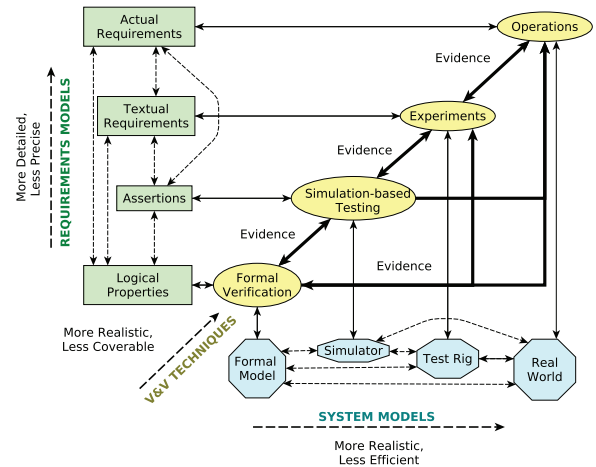 Actual
Requirements
Operations
Evidence
Textual
Requirements
Experiments
More Detailed,
Less Precise
REQUIREMENTS MODELS
Evidence
Assertions
Simulation-based
Testing
Evidence
Evidence
Logical
Properties
Formal
Verification
More Realistic,
Less Coverable
V&V TECHNIQUES
Formal
Model
Simulator
Test Rig
Real
World
SYSTEM MODELS
More Realistic,
Less Efficient